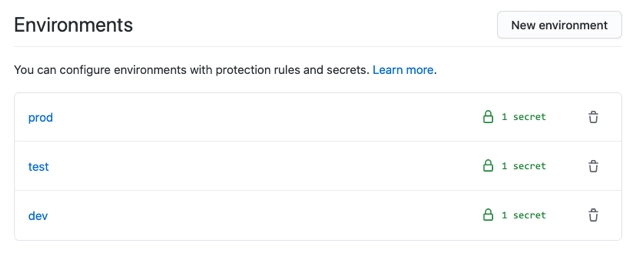 Environments
New environment
You can configure environments with protection rules and secrets. Learn more.
prod
1 secret
test
1 secret
dev
1 secret